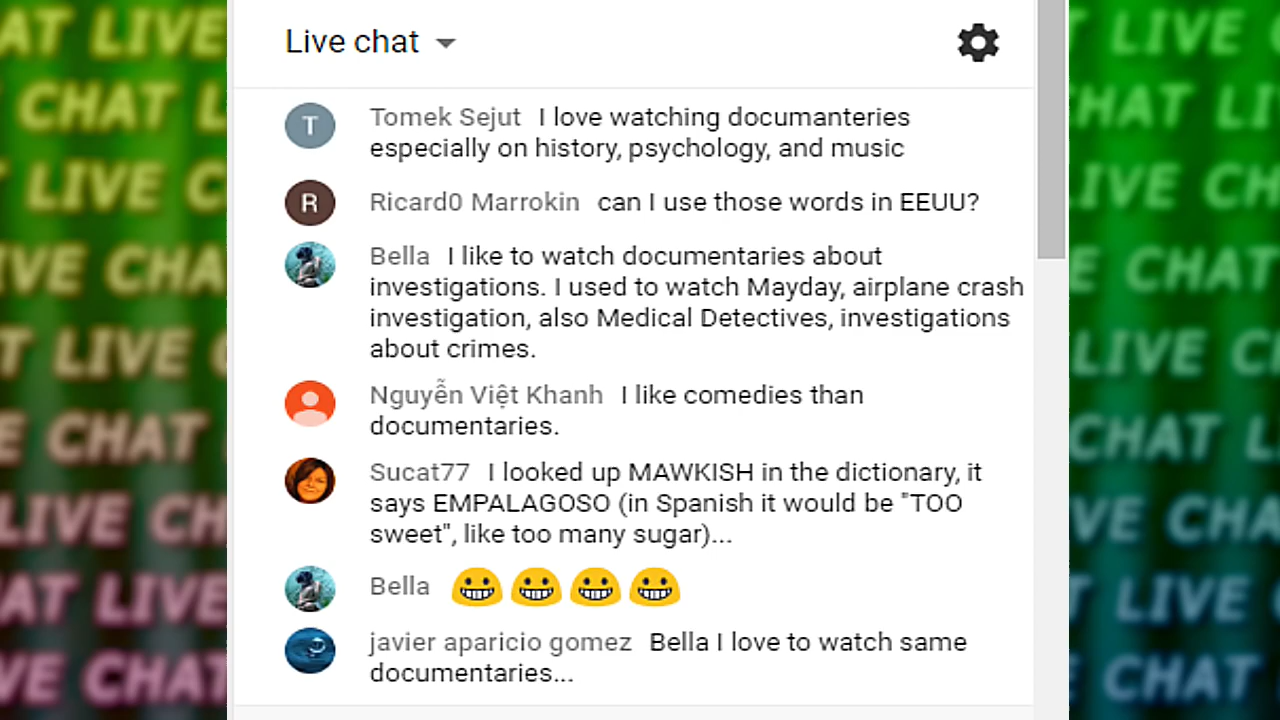 Live chat
T
Tomek Sejut I love watching documanteries
especially on history, psychology, and music
R
Ricard0 Marrokin can I use those words in EEUU?
Bella I like to watch documentaries about
investigations. I used to watch Mayday, airplane crash
investigation, also Medical Detectives, investigations
about crimes.
Nguyễn Việt Khanh I like comedies than
documentaries.
Sucat77 I looked up MAWKISH in the dictionary, it
says EMPALAGOSO (in Spanish it would be "TOO
sweet", like too many sugar)...
Bella 😀 😀 😀 😀
javier aparicio gomez Bella I love to watch same
documentaries...